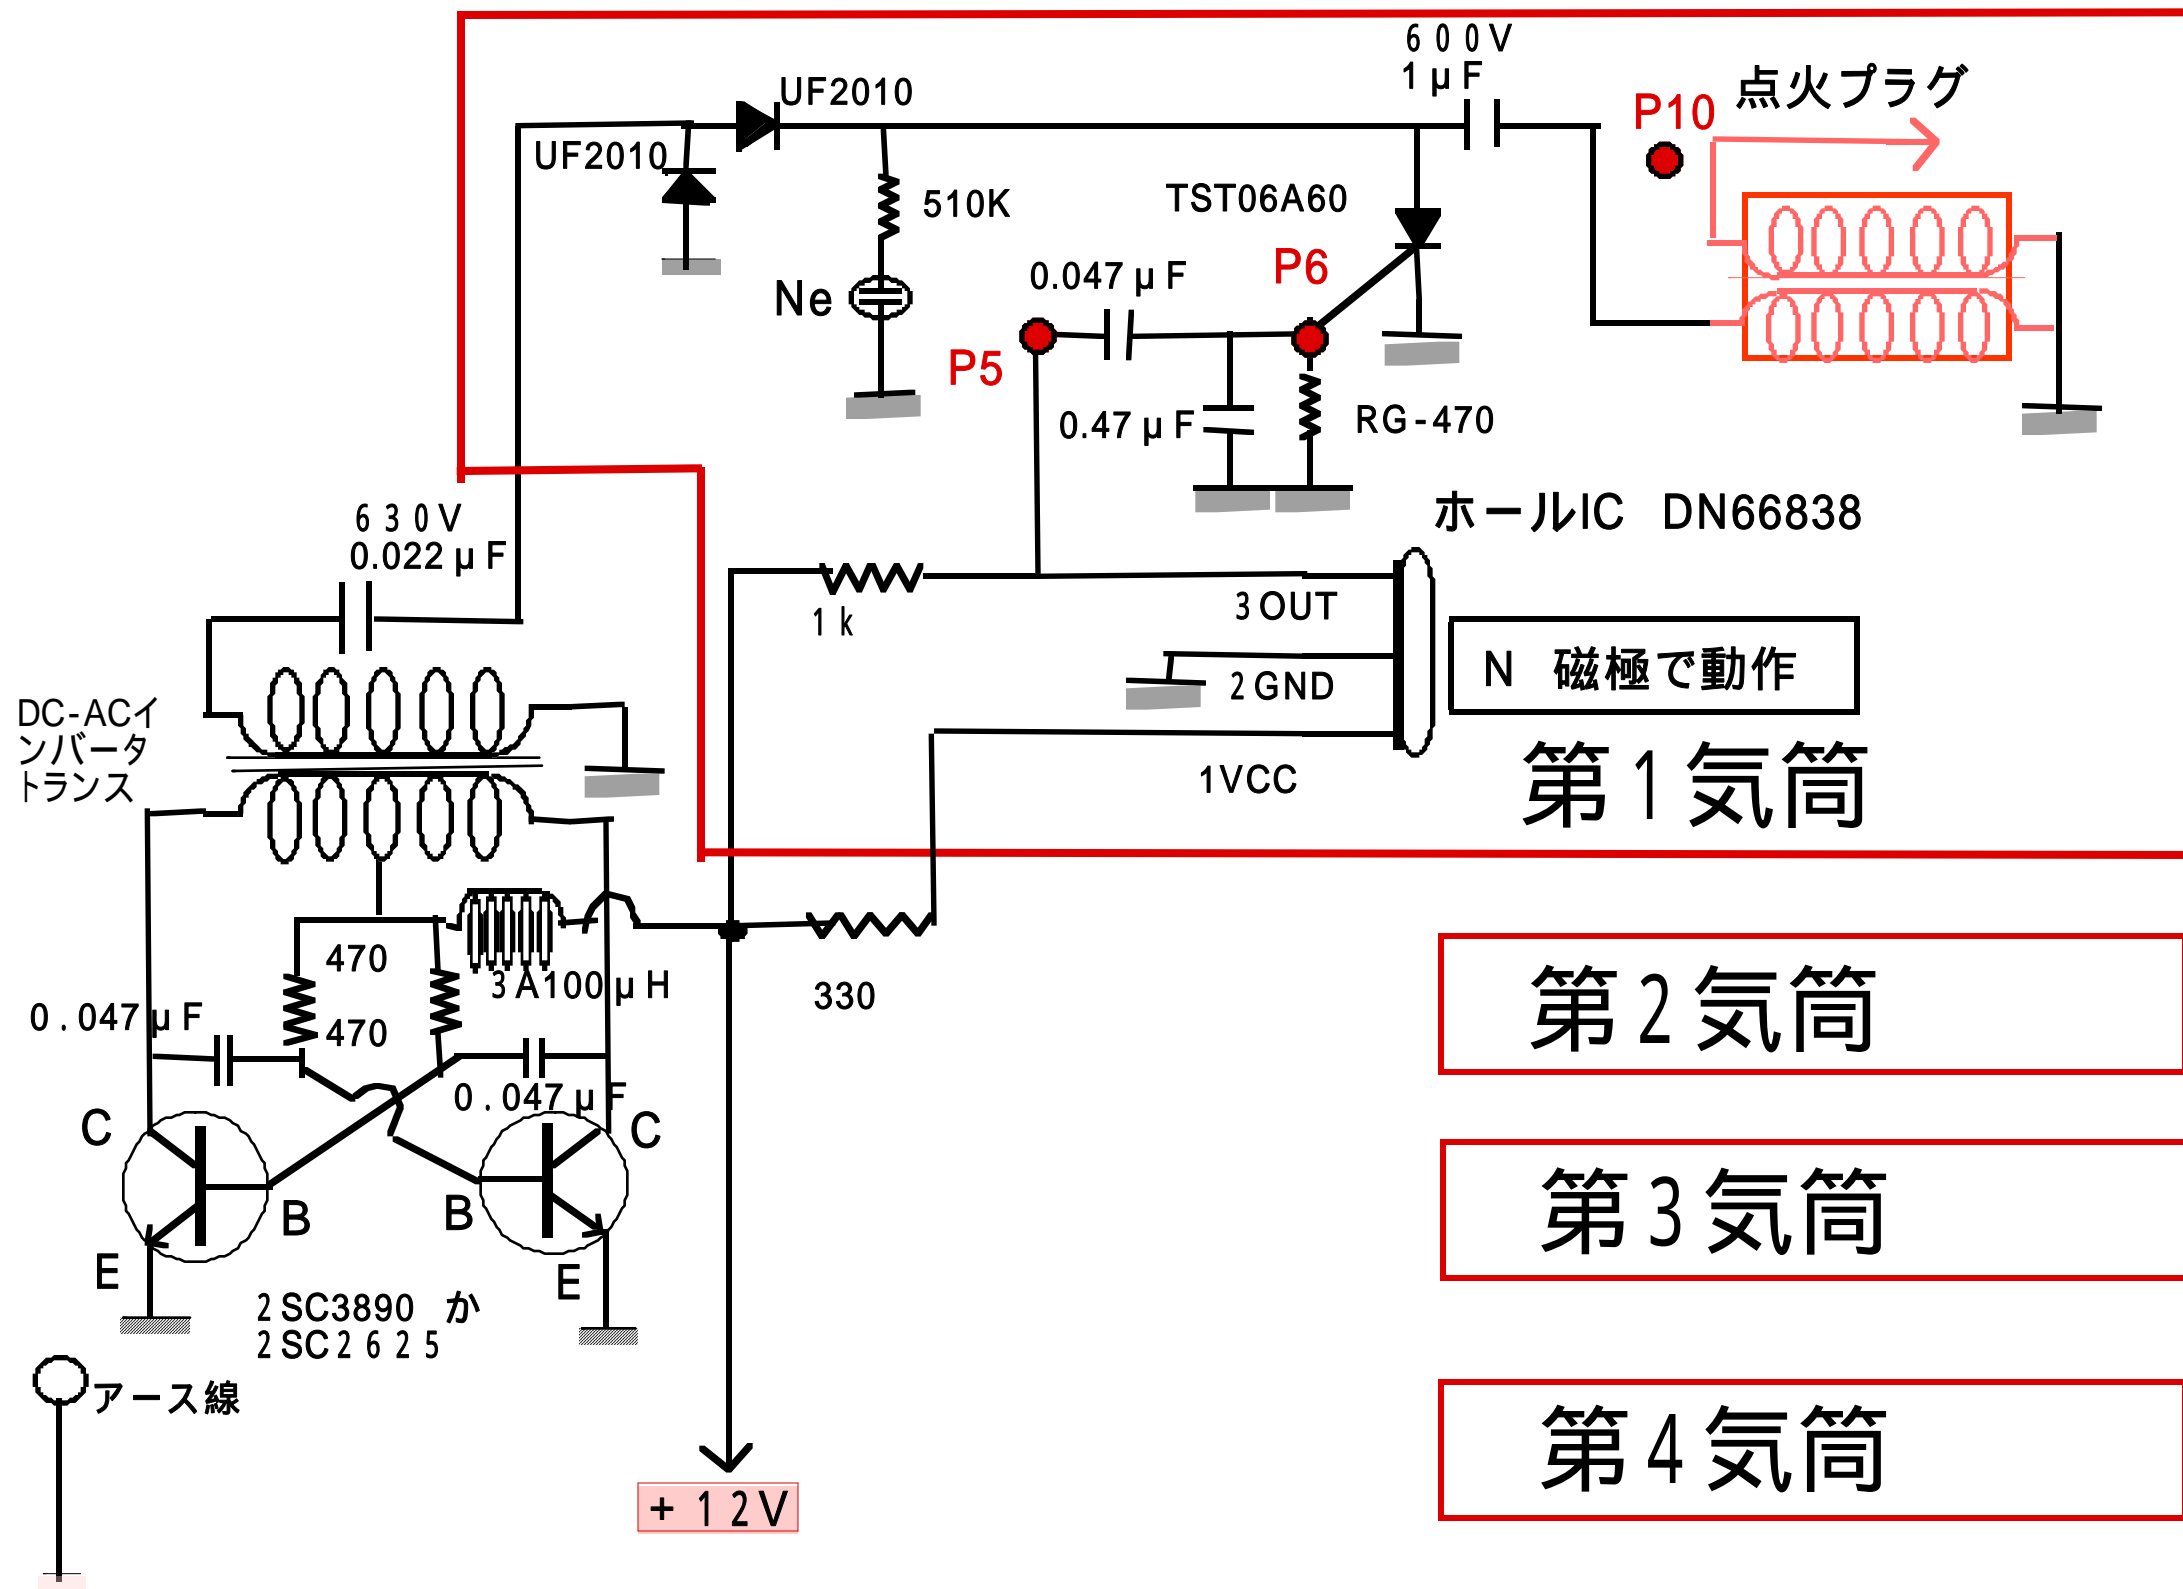 600V
1μF
点火プラグ
P10
UF2010
UF2010
510K
TST06A60
Ne
0.047μF
P6
P5
0.47μF
RG-470
ホールIC DN66838
630V
0.022μF
1k
3OUT
2GND
N 磁極で動作
DC-ACイ
ンバータ
トランス
第1気筒
1VCC
470
3A100μH
330
第2気筒
0.047μF
470
0.047μF
C
C
B
B
E
E
第3気筒
2SC3890 か
2SC2625
アース線
第4気筒
+12V